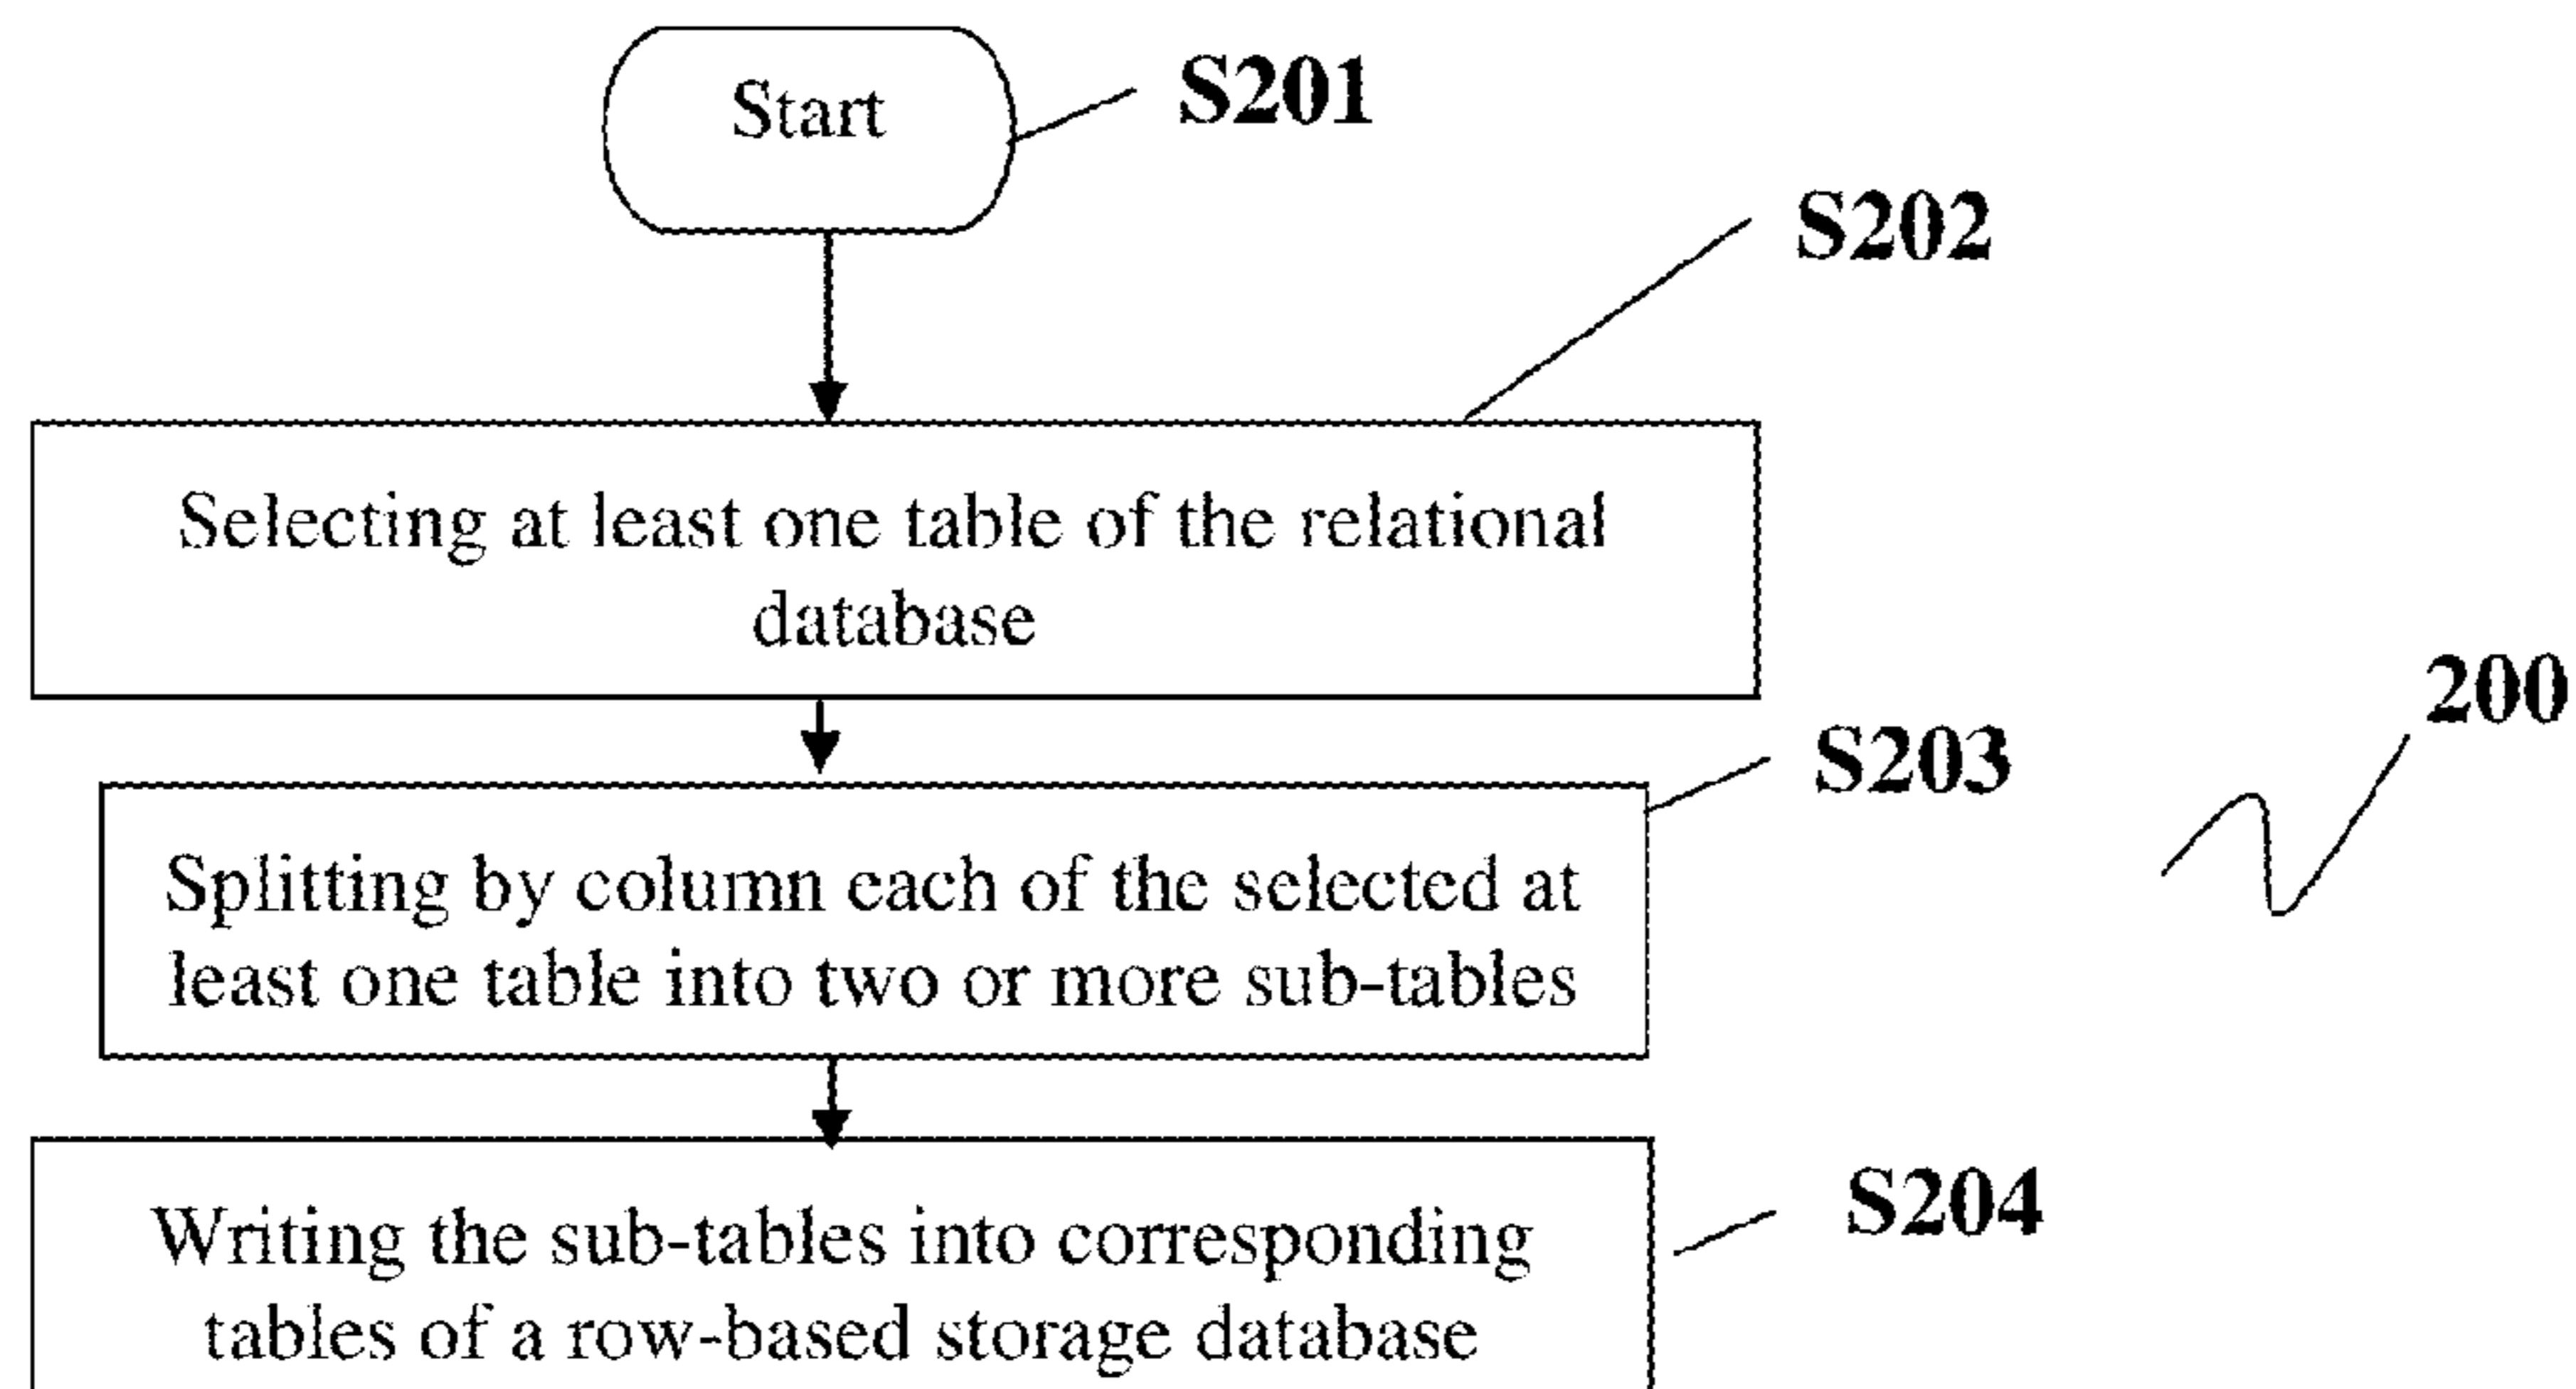 Start
S201
S202
Selecting at least one table of the relational
database
200
S203
Splitting by column each of the selected at
least one table into two or more sub-tables
S204
Writing the sub-tables into corresponding
tables of a row-based storage database